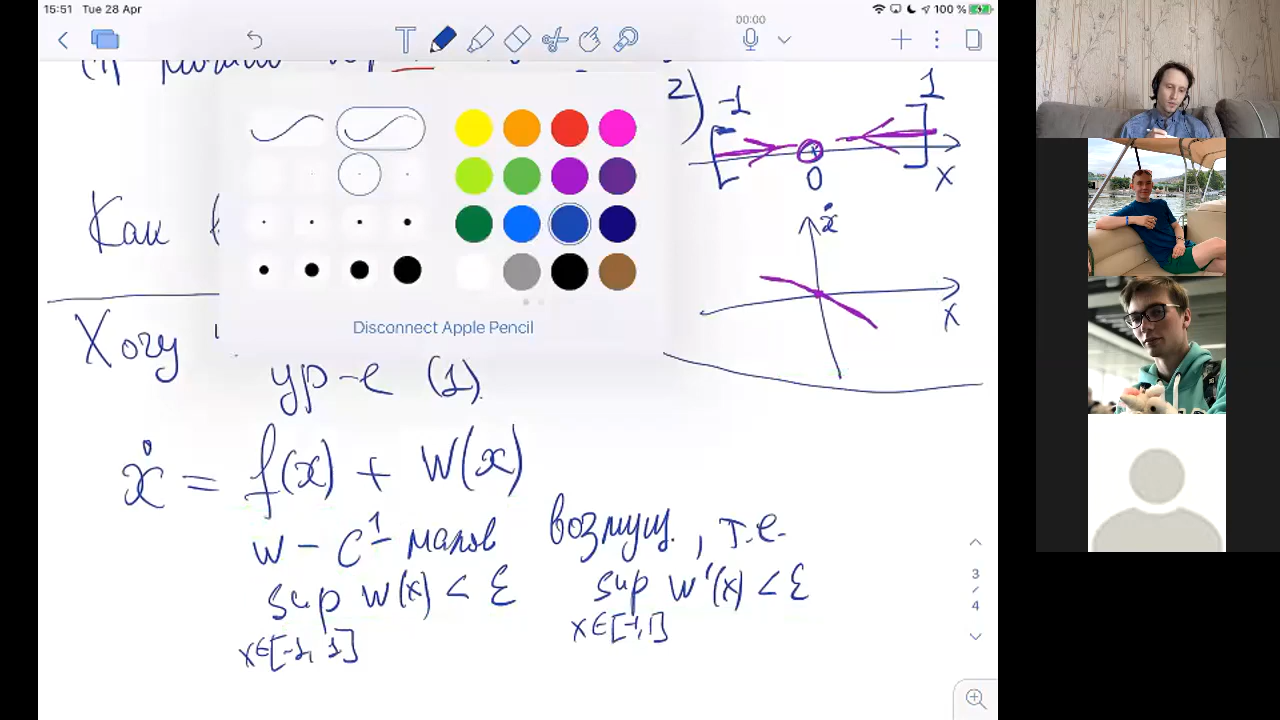 15:51 Tue 28 Apr
100 %
00:00
2)
-1
1
0
x
Как
ẋ
x
Disconnect Apple Pencil
Хочу
ур-е (1).
ẋ = f(x) + W(x)
w - C¹ малое возмущ., т.е.
sup w(x) < ε sup w'(x) < ε
x∈[-1, 1] x∈[-1,1]
3
/
4